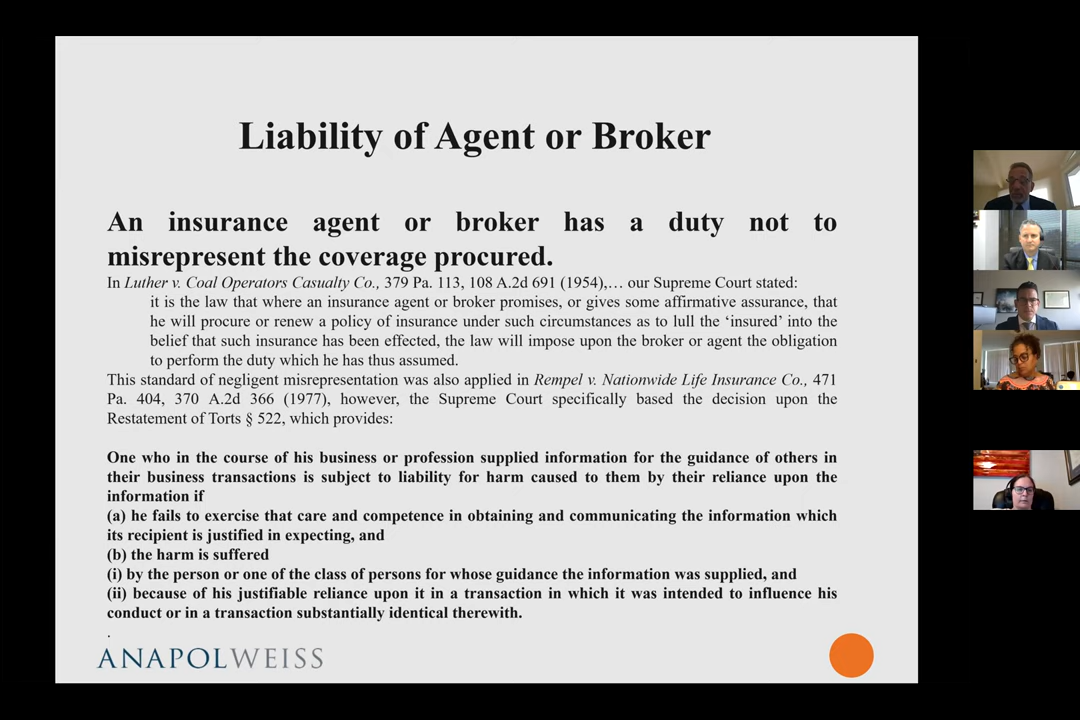 Liability of Agent or Broker
An insurance agent or broker has a duty not to
misrepresent the coverage procured.
In Luther v. Coal Operators Casualty Co., 379 Pa. 113, 108 A.2d 691 (1954),… our Supreme Court stated:
it is the law that where an insurance agent or broker promises, or gives some affirmative assurance, that
he will procure or renew a policy of insurance under such circumstances as to lull the ‘insured’ into the
belief that such insurance has been effected, the law will impose upon the broker or agent the obligation
to perform the duty which he has thus assumed.
This standard of negligent misrepresentation was also applied in Rempel v. Nationwide Life Insurance Co., 471
Pa. 404, 370 A.2d 366 (1977), however, the Supreme Court specifically based the decision upon the
Restatement of Torts § 522, which provides:
One who in the course of his business or profession supplied information for the guidance of others in
their business transactions is subject to liability for harm caused to them by their reliance upon the
information if
(a) he fails to exercise that care and competence in obtaining and communicating the information which
its recipient is justified in expecting, and
(b) the harm is suffered
(i) by the person or one of the class of persons for whose guidance the information was supplied, and
(ii) because of his justifiable reliance upon it in a transaction in which it was intended to influence his
conduct or in a transaction substantially identical therewith.
.
ANAPOLWEISS